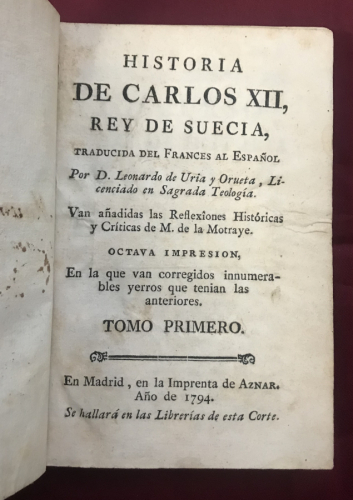 HISTORIA
DE CARLOS XII,
REY DE SUECIA,
TRADUCIDA DEL FRANCES AL ESPAÑOL
Por D. Leonardo de Uria y Orueta, Li-
cenciado en Sagrada Teología.
Van añadidas las Reflexîones Históricas
y Críticas de M. de la Motraye.
OCTAVA IMPRESION,
En la que van corregidos innumera-
bles yerros que tenian las
anteriores.
TOMO PRIMERO.
En Madrid, en la Imprenta de AZNAR.
Año de 1794.
Se hallará en las Librerías de esta Corte.